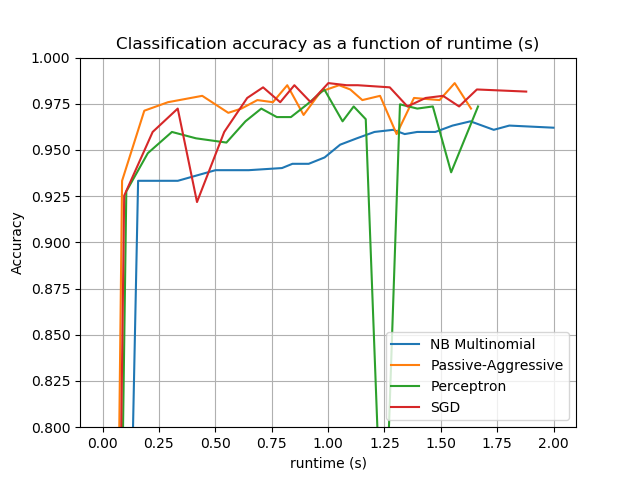 Classification accuracy as a function of runtime (s)
1.000
0.975
0.950
0.925
0.900
0.875
0.850
0.825
0.800
Accuracy
0.00 0.25 0.50 0.75 1.00 1.25 1.50 1.75 2.00
runtime (s)
NB Multinomial
Passive-Aggressive
Perceptron
SGD